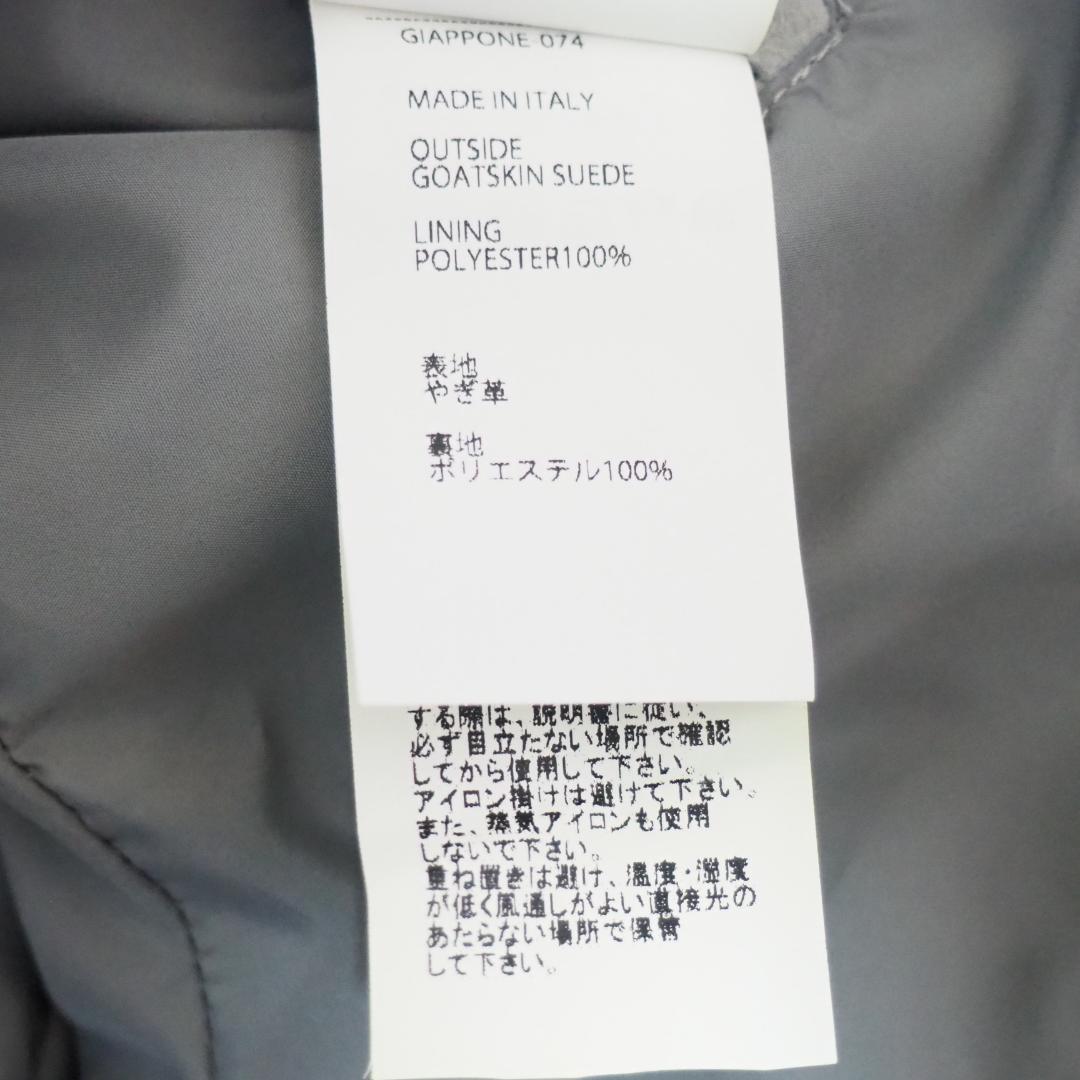 GIAPPONE 074
MADE IN ITALY
OUTSIDE
GOATSKIN SUEDE
LINING
POLYESTER100%
表地
やぎ革
裏地
ポリエステル100%
する際は、説明書に従い、
必ず目立たない場所で確認
してから使用して下さい。
アイロン掛けは避けて下さい。
また、蒸気アイロンも使用
しないで下さい。
重ね置きは避け、温度・湿度
が低く風通しがよい直接光の
あたらない場所で保管
して下さい。